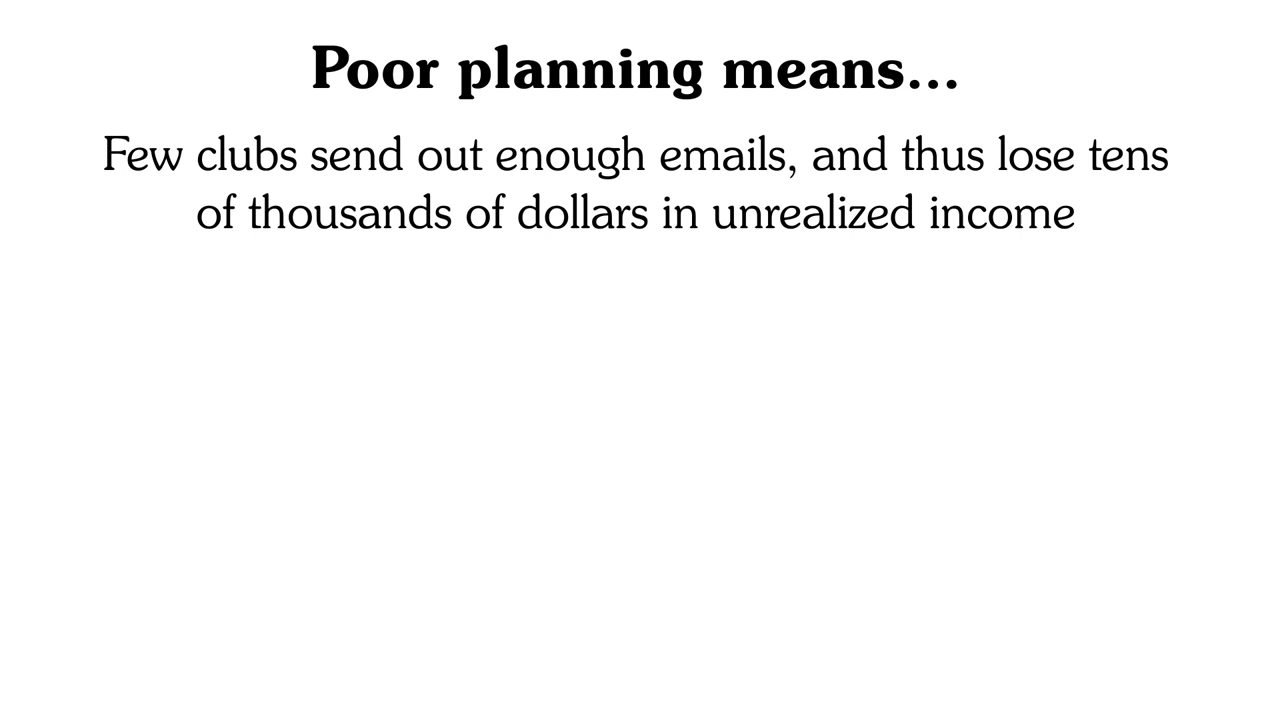 Poor planning means…
Few clubs send out enough emails, and thus lose tens
of thousands of dollars in unrealized income